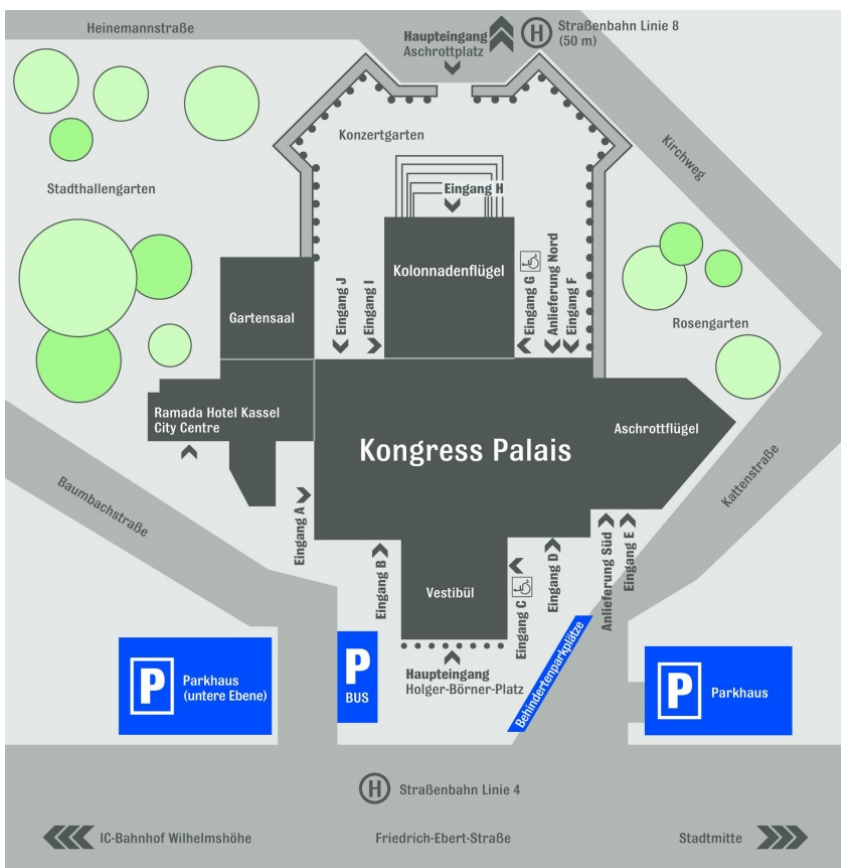 Heinemannstraße
Haupteingang
Aschrottplatz
H
Straßenbahn Linie 8
(50 m)
Konzertgarten
Kirchweg
Stadthallengarten
Eingang H
Kolonnadenflügel
Eingang J
Eingang I
Eingang G
Anlieferung Nord
Eingang F
Gartensaal
Rosengarten
Ramada Hotel Kassel
City Centre
Kongress Palais
Aschrottflügel
Baumbachstraße
Kattenstraße
Eingang A
Eingang B
Vestibül
Eingang C
Eingang D
Anlieferung Süd
Eingang E
Haupteingang
Holger-Börner-Platz
Behindertenparkplätze
P
Parkhaus
(untere Ebene)
P
BUS
P
Parkhaus
H
Straßenbahn Linie 4
IC-Bahnhof Wilhelmshöhe
Friedrich-Ebert-Straße
Stadtmitte